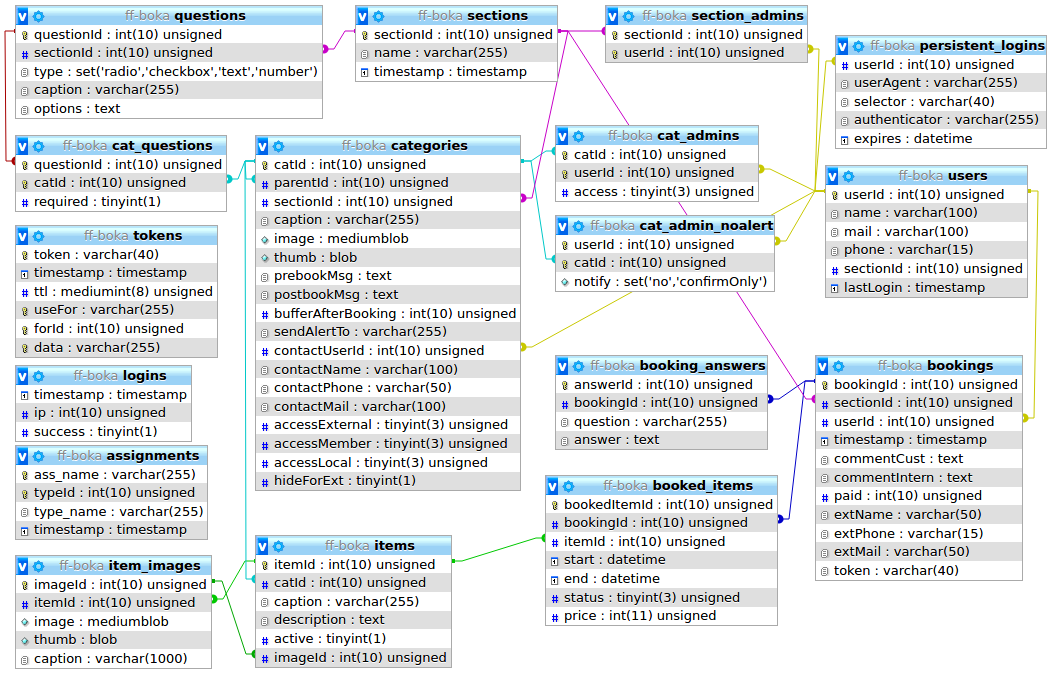 ff-boka questions
questionId : int(10) unsigned
sectionId : int(10) unsigned
type : set('radio','checkbox','text','number')
caption : varchar(255)
options : text
ff-boka sections
sectionId : int(10) unsigned
name : varchar(255)
timestamp : timestamp
ff-boka section_admins
sectionId : int(10) unsigned
userId : int(10) unsigned
ff-boka persistent_logins
userId : int(10) unsigned
userAgent : varchar(255)
selector : varchar(40)
authenticator : varchar(255)
expires : datetime
ff-boka cat_questions
questionId : int(10) unsigned
catId : int(10) unsigned
required : tinyint(1)
ff-boka categories
catId : int(10) unsigned
parentId : int(10) unsigned
sectionId : int(10) unsigned
caption : varchar(255)
image : mediumblob
thumb : blob
prebookMsg : text
postbookMsg : text
bufferAfterBooking : int(10) unsigned
sendAlertTo : varchar(255)
contactUserId : int(10) unsigned
contactName : varchar(100)
contactPhone : varchar(50)
contactMail : varchar(100)
accessExternal : tinyint(3) unsigned
accessMember : tinyint(3) unsigned
accessLocal : tinyint(3) unsigned
hideForExt : tinyint(1)
ff-boka cat_admins
catId : int(10) unsigned
userId : int(10) unsigned
access : tinyint(3) unsigned
ff-boka users
userId : int(10) unsigned
name : varchar(100)
mail : varchar(100)
phone : varchar(15)
sectionId : int(10) unsigned
lastLogin : timestamp
ff-boka cat_admin_noalert
userId : int(10) unsigned
catId : int(10) unsigned
notify : set('no','confirmOnly')
ff-boka tokens
token : varchar(40)
timestamp : timestamp
ttl : mediumint(8) unsigned
useFor : varchar(255)
forId : int(10) unsigned
data : varchar(255)
ff-boka logins
timestamp : timestamp
ip : int(10) unsigned
success : tinyint(1)
ff-boka booking_answers
answerId : int(10) unsigned
bookingId : int(10) unsigned
question : varchar(255)
answer : text
ff-boka bookings
bookingId : int(10) unsigned
sectionId : int(10) unsigned
userId : int(10) unsigned
timestamp : timestamp
commentCust : text
commentIntern : text
paid : int(10) unsigned
extName : varchar(50)
extPhone : varchar(15)
extMail : varchar(50)
token : varchar(40)
ff-boka assignments
ass_name : varchar(255)
typeId : int(10) unsigned
type_name : varchar(255)
timestamp : timestamp
ff-boka booked_items
bookedItemId : int(10) unsigned
bookingId : int(10) unsigned
itemId : int(10) unsigned
start : datetime
end : datetime
status : tinyint(3) unsigned
price : int(11) unsigned
ff-boka item_images
imageId : int(10) unsigned
itemId : int(10) unsigned
image : mediumblob
thumb : blob
caption : varchar(1000)
ff-boka items
itemId : int(10) unsigned
catId : int(10) unsigned
caption : varchar(255)
description : text
active : tinyint(1)
imageId : int(10) unsigned